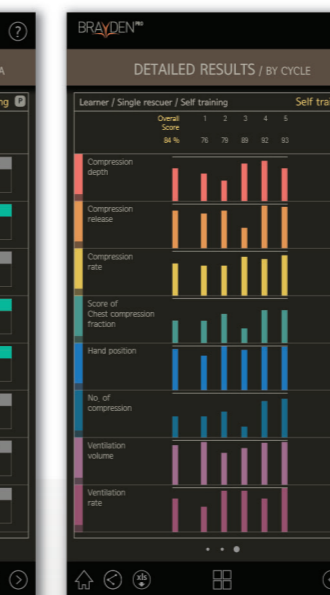 ?
A
ng P
BRAYDEN PRO
DETAILED RESULTS / BY CYCLE
Learner / Single rescuer / Self training
Self trai
Overall Score 1 2 3 4 5
84 % 76 79 89 92 93
Compression
depth
Compression
release
Compression
rate
Score of
Chest compression
fraction
Hand position
No. of
compression
Ventilation
volume
Ventilation
rate
xls